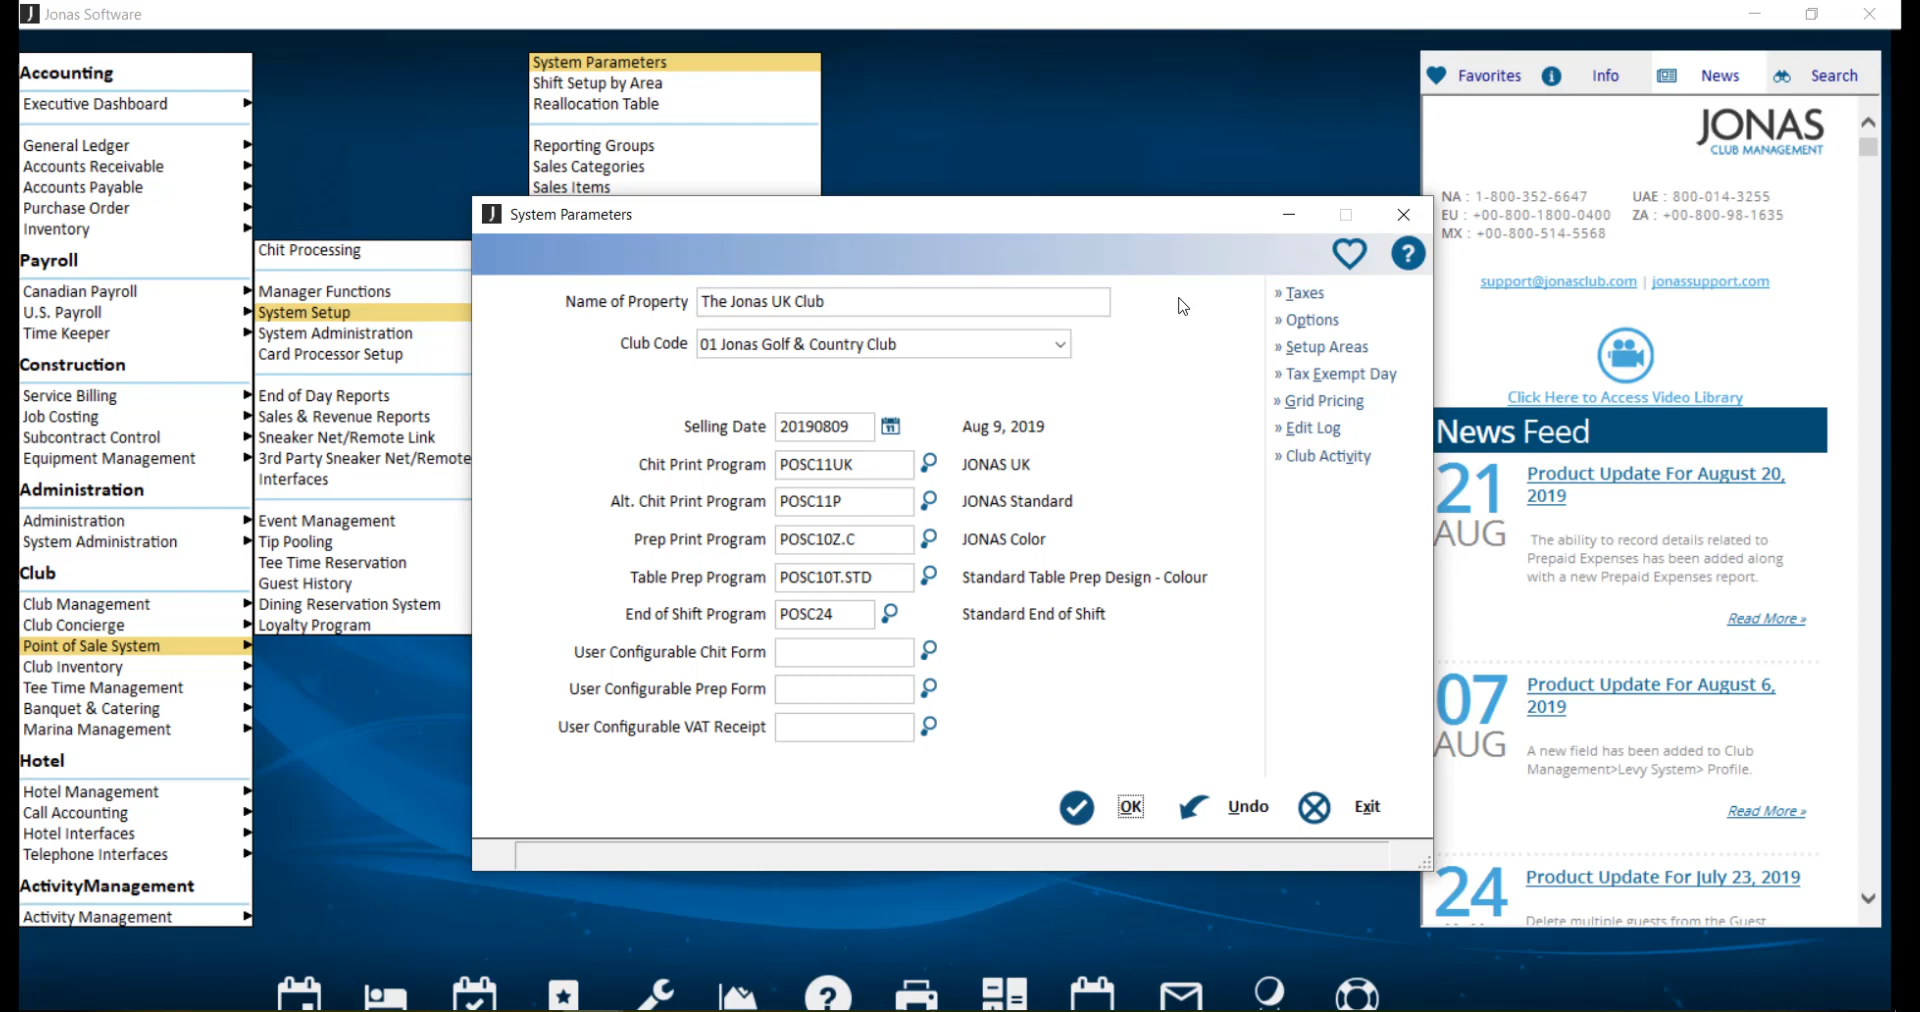 Jonas Software
Accounting
Executive Dashboard
General Ledger
Accounts Receivable
Accounts Payable
Purchase Order
Inventory
Payroll
Canadian Payroll
U.S. Payroll
Time Keeper
Construction
Service Billing
Job Costing
Subcontract Control
Equipment Management
Administration
Administration
System Administration
Club
Club Management
Club Concierge
Point of Sale System
Club Inventory
Tee Time Management
Banquet & Catering
Marina Management
Hotel
Hotel Management
Call Accounting
Hotel Interfaces
Telephone Interfaces
ActivityManagement
Activity Management
Chit Processing
Manager Functions
System Setup
System Administration
Card Processor Setup
End of Day Reports
Sales & Revenue Reports
Sneaker Net/Remote Link
3rd Party Sneaker Net/Remote
Interfaces
Event Management
Tip Pooling
Tee Time Reservation
Guest History
Dining Reservation System
Loyalty Program
System Parameters
Shift Setup by Area
Reallocation Table
Reporting Groups
Sales Categories
Sales Items
System Parameters
Name of Property The Jonas UK Club
Club Code 01 Jonas Golf & Country Club
Selling Date 20190809 Aug 9, 2019
Chit Print Program POSC11UK JONAS UK
Alt. Chit Print Program POSC11P JONAS Standard
Prep Print Program POSC10Z.C JONAS Color
Table Prep Program POSC10T.STD Standard Table Prep Design - Colour
End of Shift Program POSC24 Standard End of Shift
User Configurable Chit Form
User Configurable Prep Form
User Configurable VAT Receipt
» Taxes
» Options
» Setup Areas
» Tax Exempt Day
» Grid Pricing
» Edit Log
» Club Activity
OK Undo Exit
Favorites Info News Search
JONAS
CLUB MANAGEMENT
NA : 1-800-352-6647 UAE : 800-014-3255
EU : +00-800-1800-0400 ZA : +00-800-98-1635
MX : +00-800-514-5568
support@jonasclub.com | jonassupport.com
Click Here to Access Video Library
News Feed
21 AUG
Product Update For August 20,
2019
The ability to record details related to
Prepaid Expenses has been added along
with a new Prepaid Expenses report.
Read More »
07 AUG
Product Update For August 6,
2019
A new field has been added to Club
Management>Levy System> Profile.
Read More »
24
Product Update For July 23, 2019
Delete multiple guests from the Guest